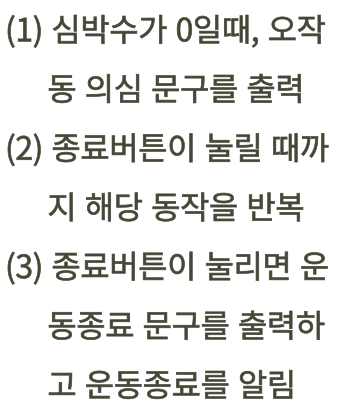 (1) 심박수가 0일때, 오작
동 의심 문구를 출력
(2) 종료버튼이 눌릴 때까
지 해당 동작을 반복
(3) 종료버튼이 눌리면 운
동종료 문구를 출력하
고 운동종료를 알림